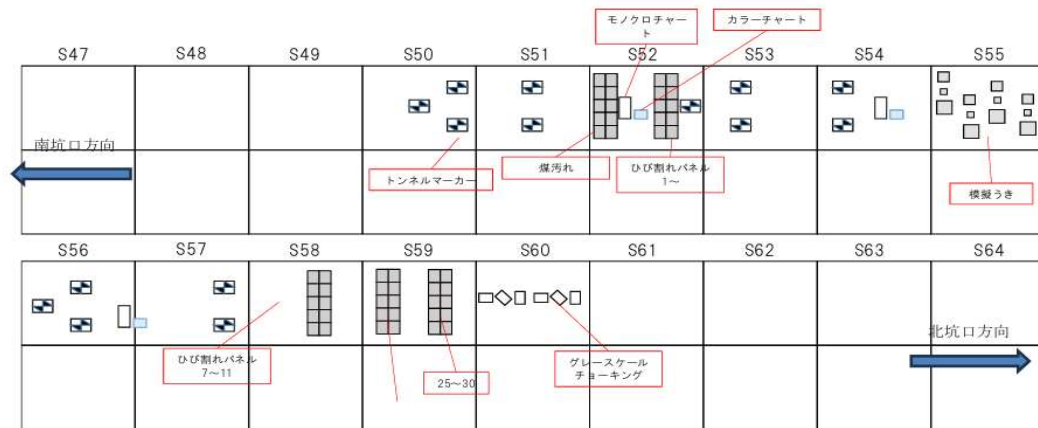 モノクロチャー
ト
カラーチャート
S47
S48
S49
S50
S51
S52
S53
S54
S55
南坑口方向
トンネルマーカー
煤汚れ
ひび割れパネル
1～
模擬うき
S56
S57
S58
S59
S60
S61
S62
S63
S64
北坑口方向
ひび割れパネル
7～11
25～30
グレースケール
チョーキング